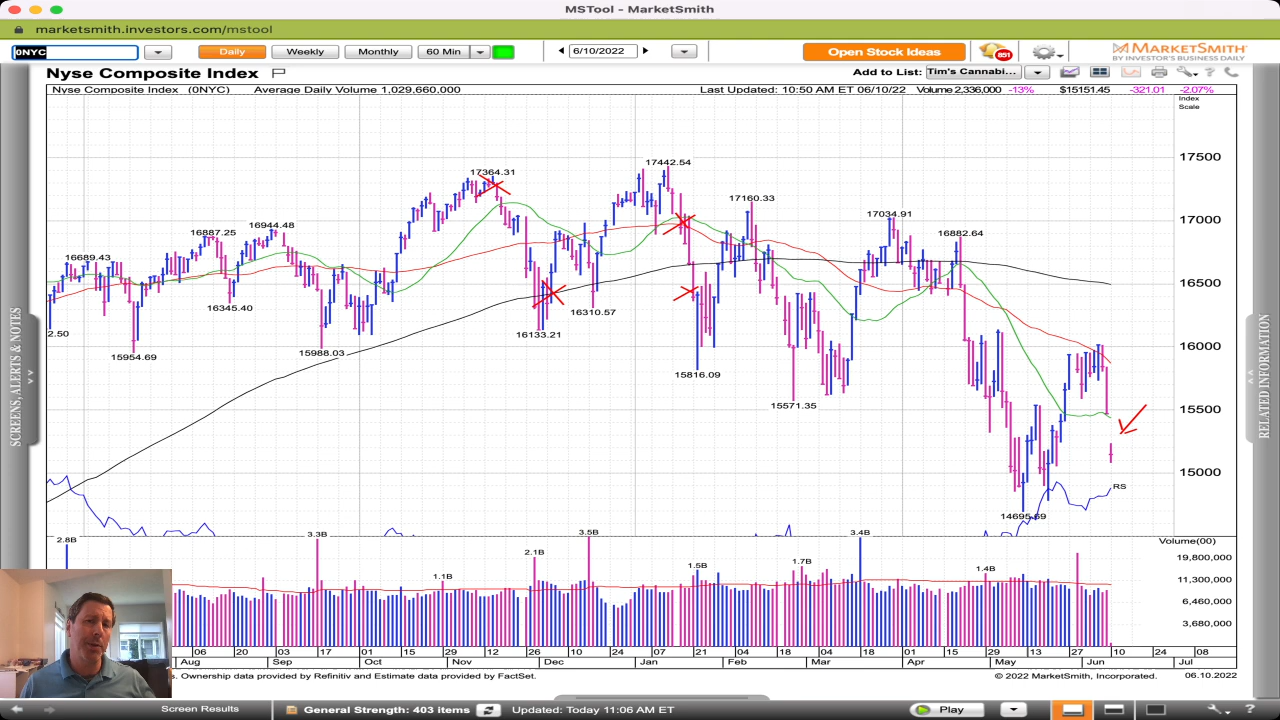 MSTool - MarketSmith
marketsmith.investors.com/mstool
0NYC
Daily
Weekly
Monthly
60 Min
6/10/2022
Open Stock Ideas
851
MARKETSMITH
BY INVESTOR'S BUSINESS DAILY
Nyse Composite Index
Add to List: Tim's Cannabi...
Nyse Composite Index (0NYC) Average Daily Volume 1,029,660,000 Last Updated: 10:50 AM ET 06/10/22 Volume 2,336,000 -13% $15151.45 -321.01 -2.07%
Index
Scale
17500
17442.54
17364.31
17160.33
17000
17034.91
16944.48
16887.25
16882.64
16689.43
16500
16345.40
16310.57
2.50
16133.21
16000
15988.03
15954.69
15816.09
15571.35
15500
15000
RS
14695.69
2.8B
3.3B
1.1B
2.1B
3.5B
1.5B
1.7B
3.4B
1.4B
Volume(00)
19,800,000
11,300,000
6,460,000
3,680,000
06 20 03 17 01 15 29 12 26 10 24 07 21 04 18 04 18 01 15 29 13 27 10 24 08
Aug Sep Oct Nov Dec Jan Feb Mar Apr May Jun Jul
s. Ownership data provided by Refinitiv and Estimate data provided by FactSet.
© 2022 MarketSmith, Incorporated. 06.10.2022
SCREENS, ALERTS & NOTES
RELATED INFORMATION
Screen Results
General Strength: 403 items
Updated: Today 11:06 AM ET
Play